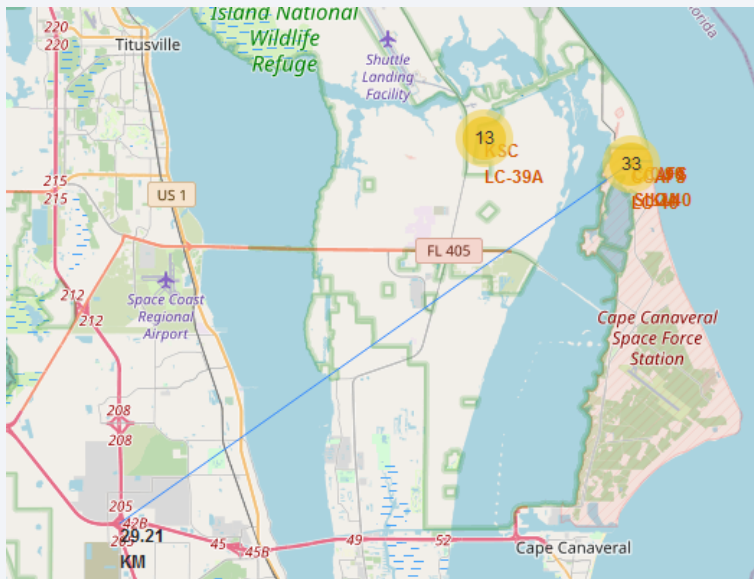 220
220
Titusville
Island National
Wildlife
Refuge
Shuttle
Landing
Facility
13
KSC
LC-39A
33
215
215
US 1
FL 405
212
212
Space Coast
Regional
Airport
Cape Canaveral
Space Force
Station
208
208
205
42B
29.21
KM
45
45B
49
52
Cape Canaveral